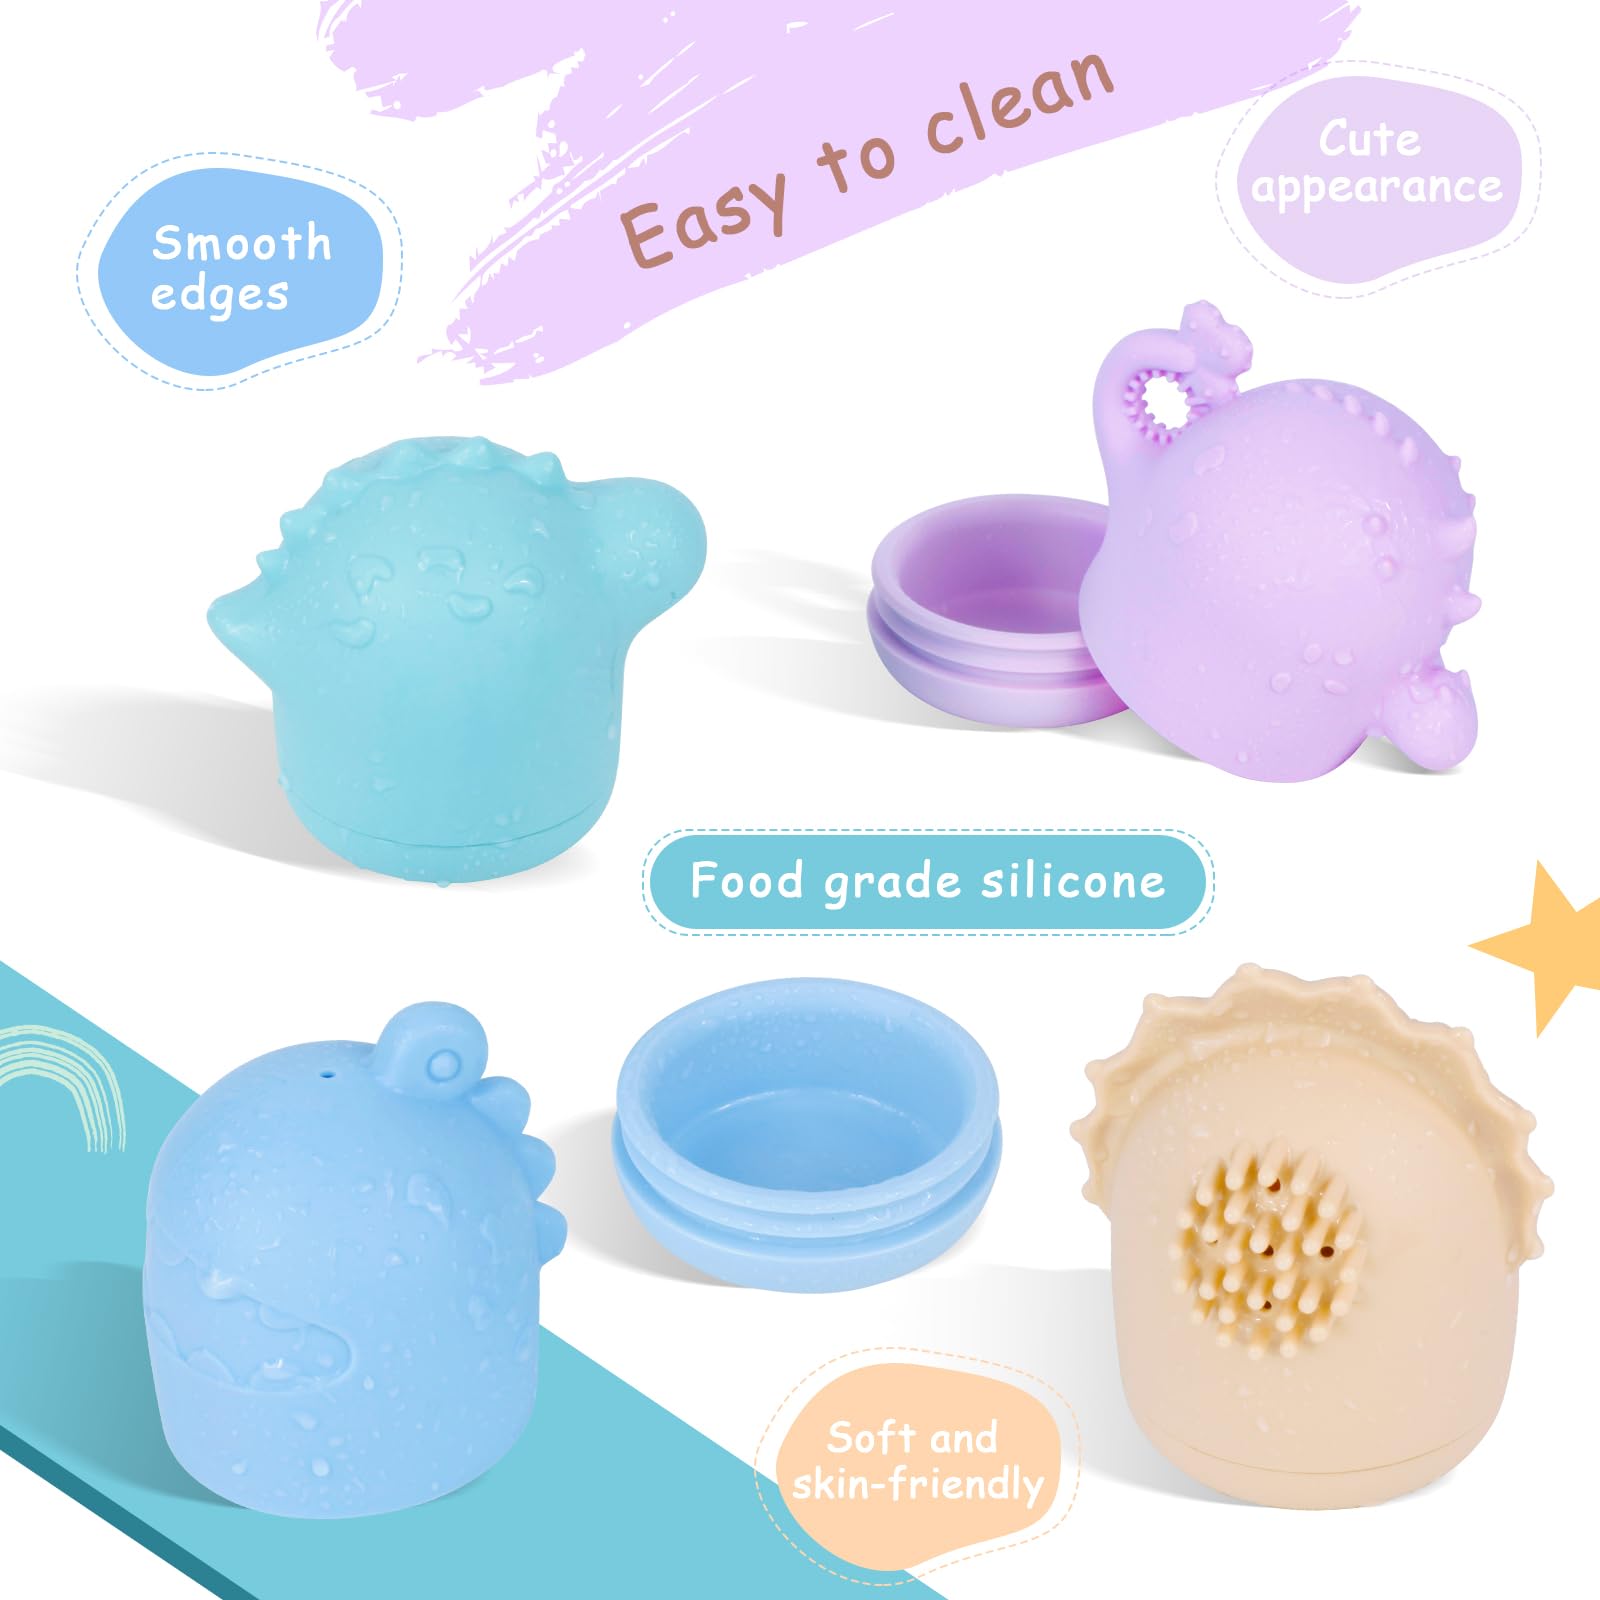 Easy to clean
Cute
appearance
Smooth
edges
Food grade silicone
Soft and
skin-friendly